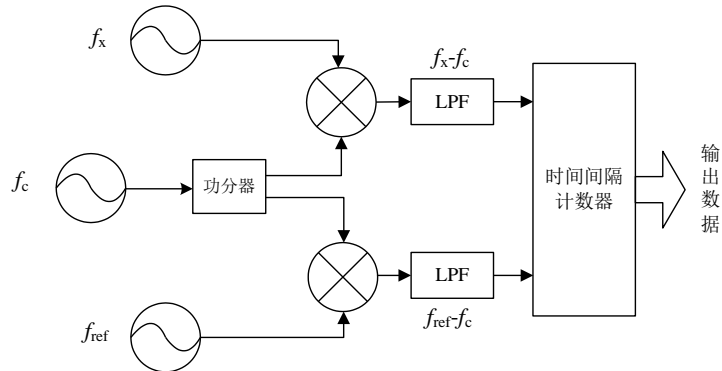 fx
fx-fc
LPF
fc
功分器
时间间隔
计数器
输出数据
LPF
fref-fc
fref